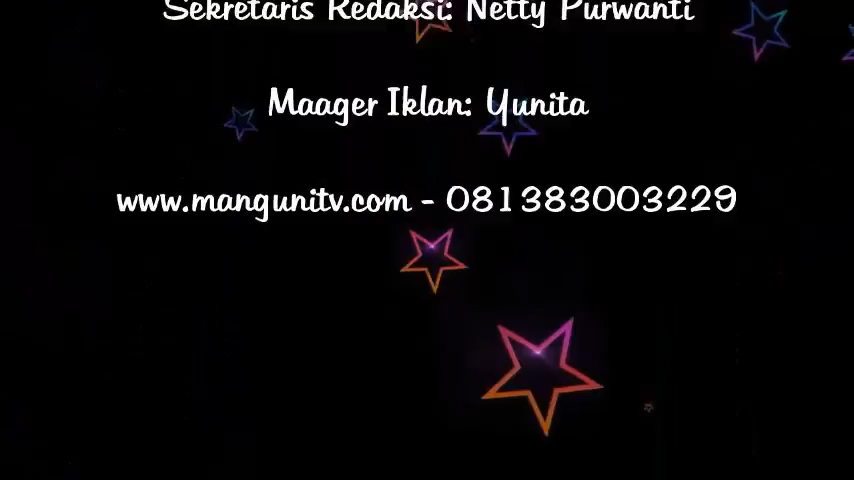 Sekretaris Redaksi: Netty Purwanti
Maager Iklan: Yunita
www.mangunitv.com - 081383003229